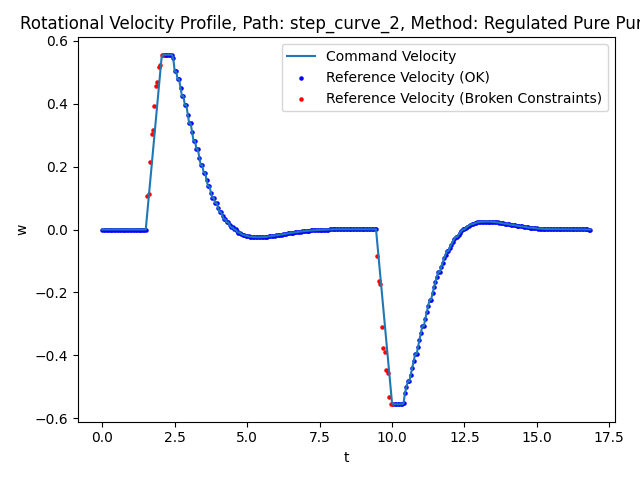 Rotational Velocity Profile, Path: step_curve_2, Method: Regulated Pure
Command Velocity
Reference Velocity (OK)
Reference Velocity (Broken Constraints)
0.6
0.4
0.2
0.0
−0.2
−0.4
−0.6
w
0.0 2.5 5.0 7.5 10.0 12.5 15.0 17.5
t